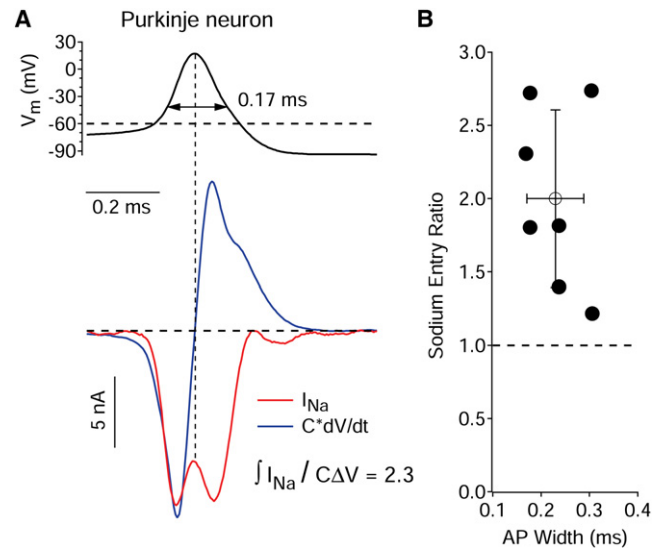 A
Purkinje neuron
30
0
-30
-60
-90
Vm (mV)
0.17 ms
0.2 ms
5 nA
INa
C*dV/dt
∫ INa / CΔV = 2.3
B
3.0
2.5
2.0
1.5
1.0
0.5
0.0
Sodium Entry Ratio
0.1 0.2 0.3 0.4
AP Width (ms)